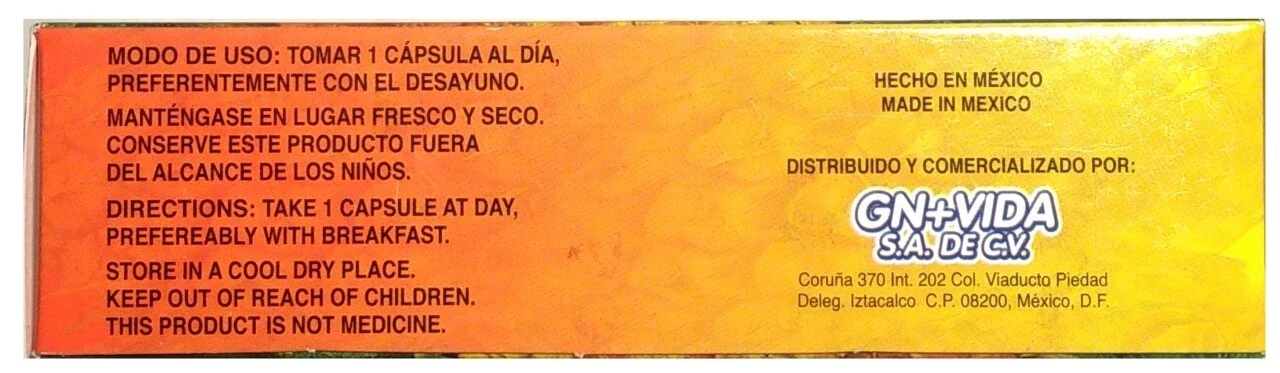 MODO DE USO: TOMAR 1 CÁPSULA AL DÍA,
PREFERENTEMENTE CON EL DESAYUNO.
MANTÉNGASE EN LUGAR FRESCO Y SECO.
CONSERVE ESTE PRODUCTO FUERA
DEL ALCANCE DE LOS NIÑOS.
DIRECTIONS: TAKE 1 CAPSULE AT DAY,
PREFEREABLY WITH BREAKFAST.
STORE IN A COOL DRY PLACE.
KEEP OUT OF REACH OF CHILDREN.
THIS PRODUCT IS NOT MEDICINE.
HECHO EN MÉXICO
MADE IN MEXICO
DISTRIBUIDO Y COMERCIALIZADO POR:
GN+VIDA
S.A. DE C.V.
Coruña 370 Int. 202 Col. Viaducto Piedad
Deleg. Iztacalco C.P. 08200, México, D.F.